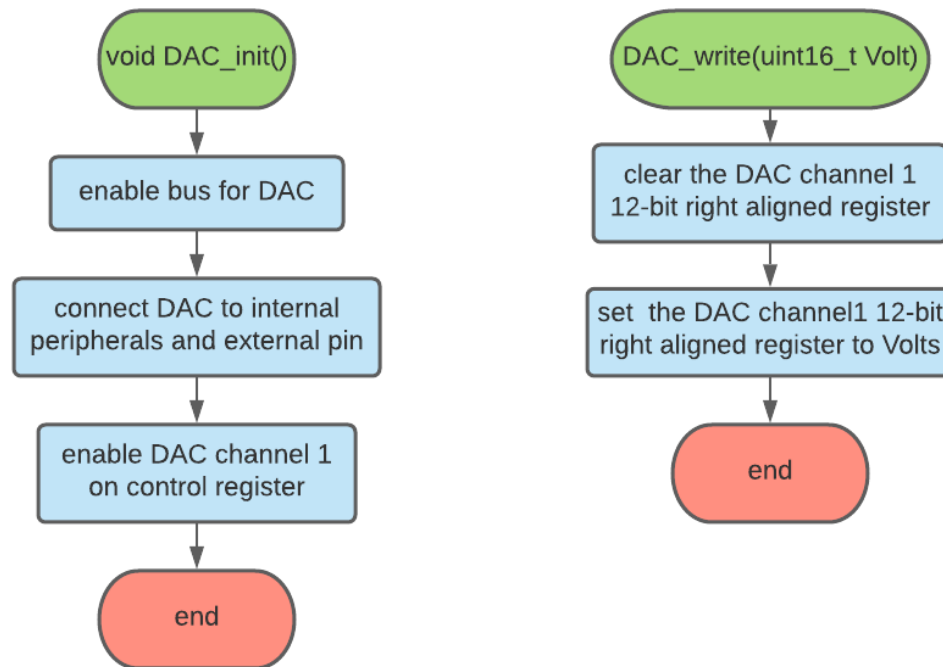 void DAC_init()
enable bus for DAC
connect DAC to internal
peripherals and external pin
enable DAC channel 1
on control register
end
DAC_write(uint16_t Volt)
clear the DAC channel 1
12-bit right aligned register
set  the DAC channel1 12-bit
right aligned register to Volts
end